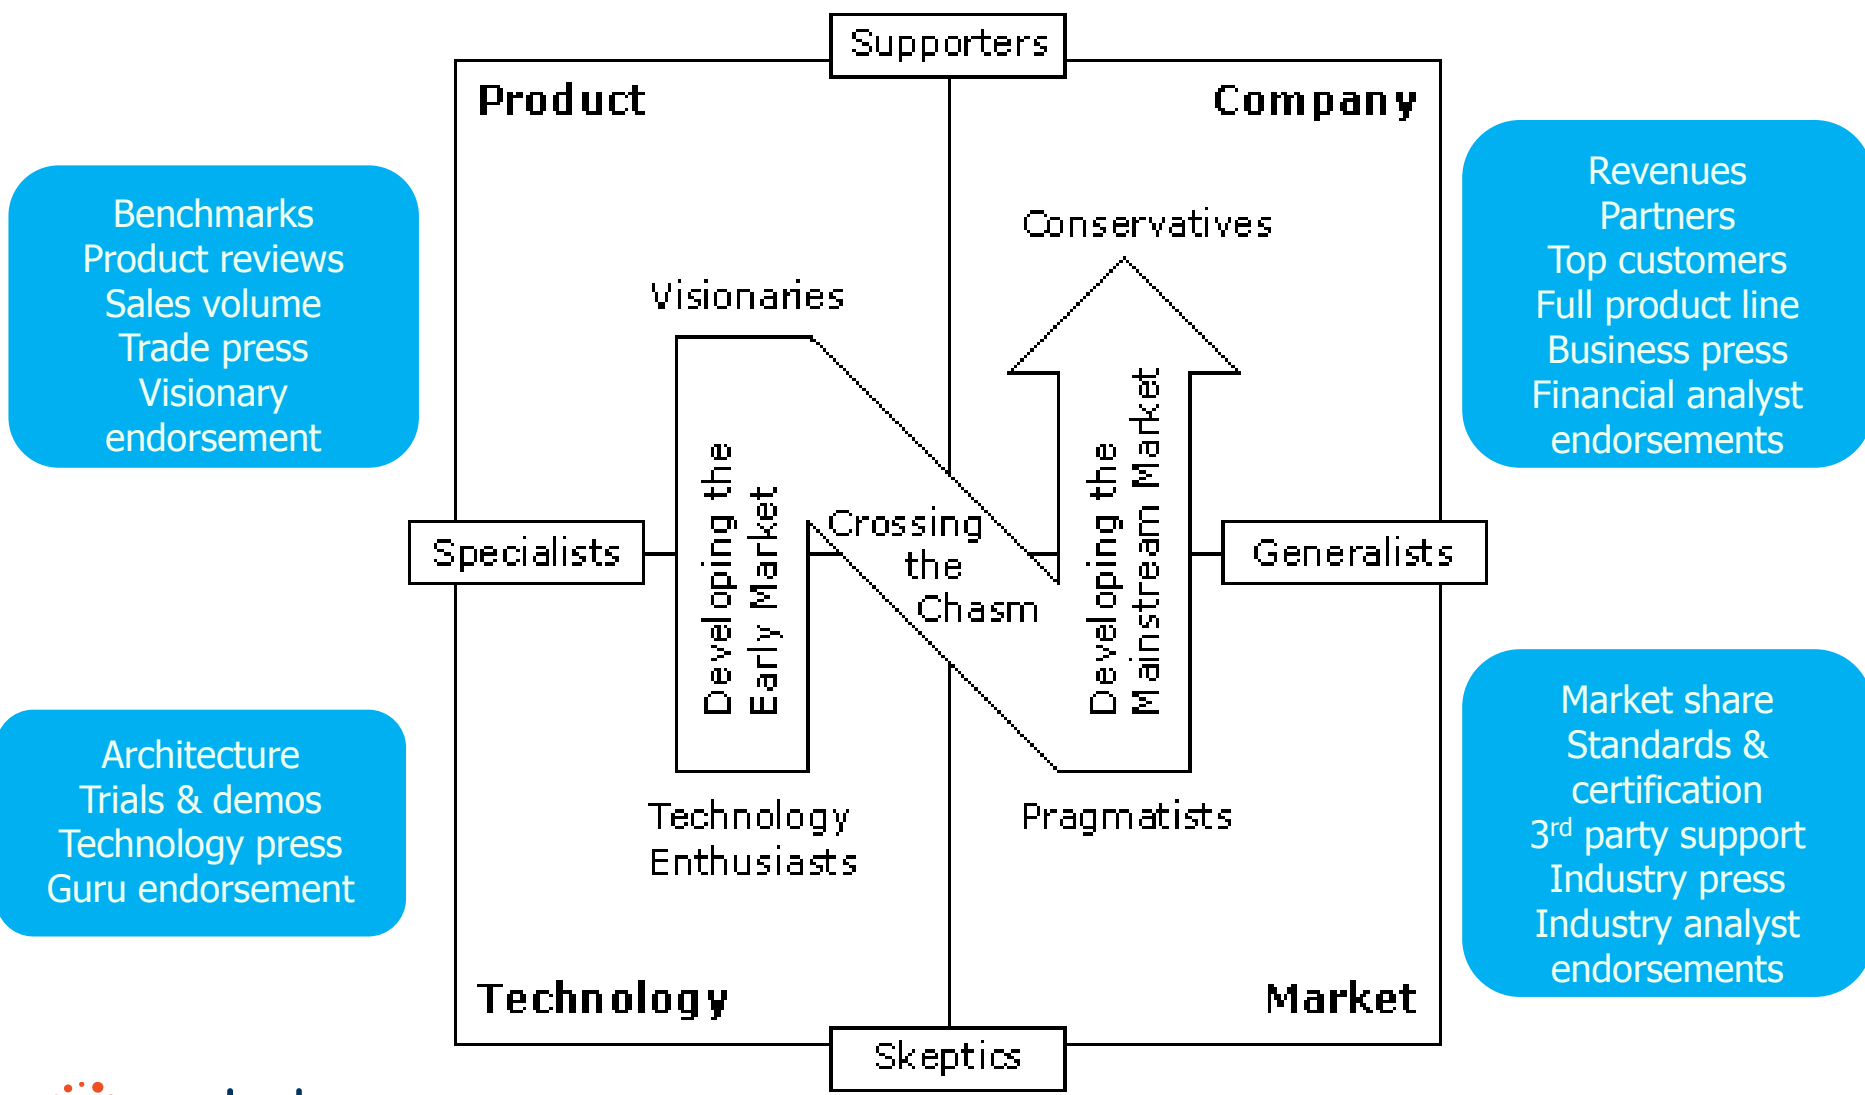 Supporters
Product
Company
Benchmarks
Product reviews
Sales volume
Trade press
Visionary
endorsement
Revenues
Partners
Top customers
Full product line
Business press
Financial analyst
endorsements
Visionaries
Conservatives
Specialists
Developing the
Early Market
Crossing
the
Chasm
Developing the
Mainstream Market
Generalists
Architecture
Trials & demos
Technology press
Guru endorsement
Technology
Enthusiasts
Pragmatists
Market share
Standards &
certification
3rd party support
Industry press
Industry analyst
endorsements
Technology
Market
Skeptics